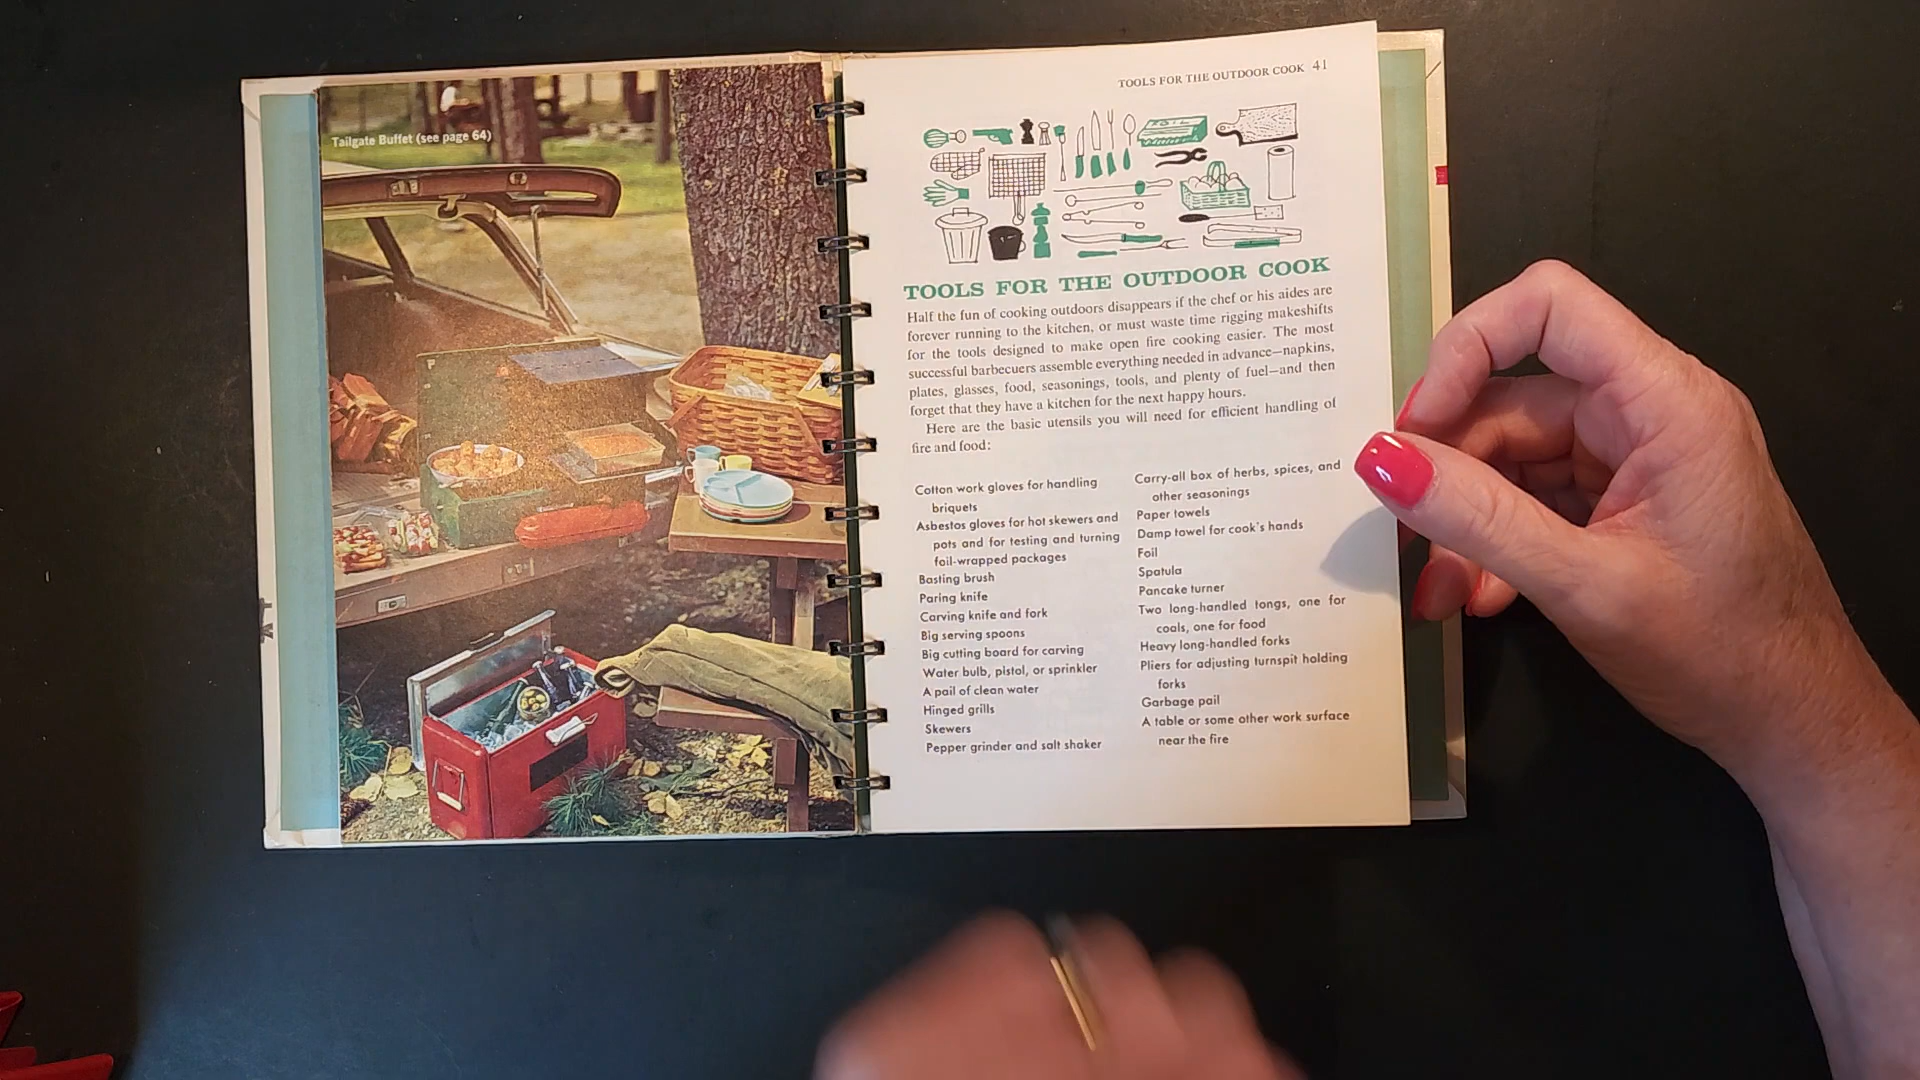 Tailgate Buffet (see page 64)
TOOLS FOR THE OUTDOOR COOK 41
FOIL
TOOLS FOR THE OUTDOOR COOK
Half the fun of cooking outdoors disappears if the chef or his aides are
forever running to the kitchen, or must waste time rigging makeshifts
for the tools designed to make open fire cooking easier. The most
successful barbecuers assemble everything needed in advance—napkins,
plates, glasses, food, seasonings, tools, and plenty of fuel—and then
forget that they have a kitchen for the next happy hours.
Here are the basic utensils you will need for efficient handling of
fire and food:
Cotton work gloves for handling
briquets
Asbestos gloves for hot skewers and
pots and for testing and turning
foil-wrapped packages
Basting brush
Paring knife
Carving knife and fork
Big serving spoons
Big cutting board for carving
Water bulb, pistol, or sprinkler
A pail of clean water
Hinged grills
Skewers
Pepper grinder and salt shaker
Carry-all box of herbs, spices, and
other seasonings
Paper towels
Damp towel for cook's hands
Foil
Spatula
Pancake turner
Two long-handled tongs, one for
coals, one for food
Heavy long-handled forks
Pliers for adjusting turnspit holding
forks
Garbage pail
A table or some other work surface
near the fire